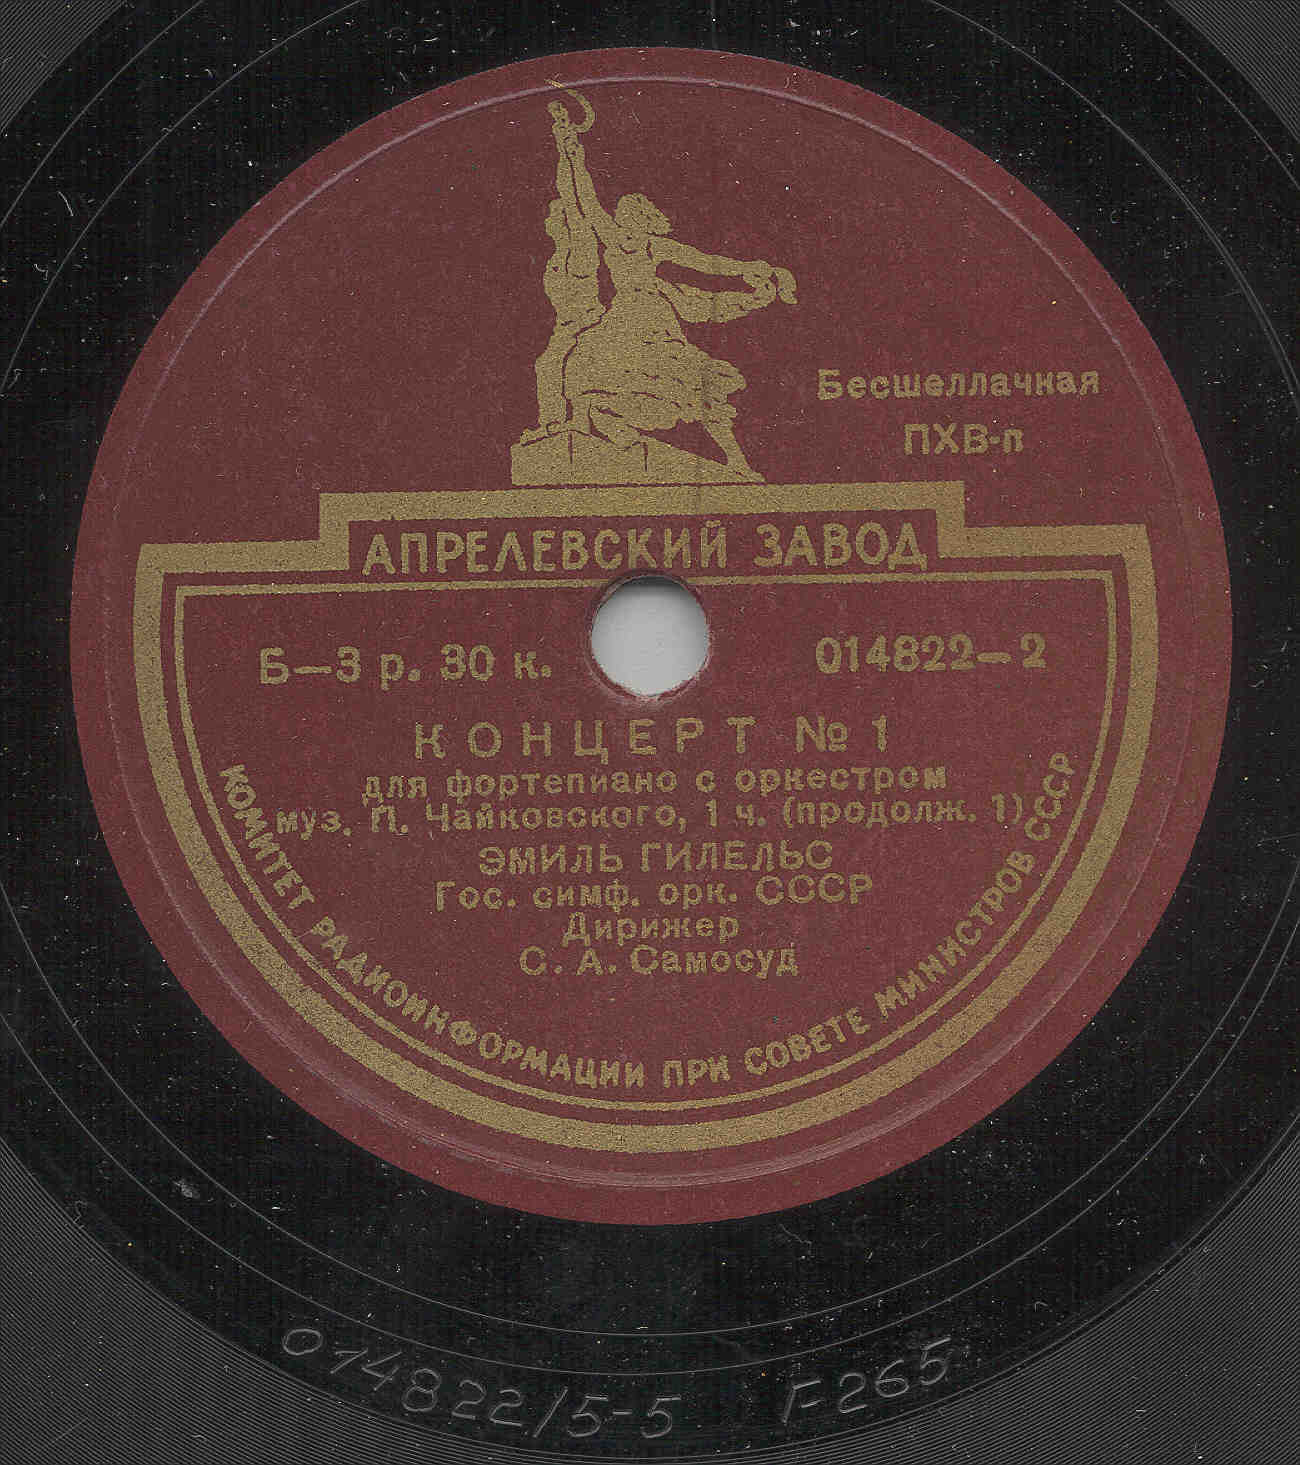 Бесшеллачная
ПХВ-п
АПРЕЛЕВСКИЙ ЗАВОД
Б—3 р. 30 к.
014822—2
КОНЦЕРТ № 1
для фортепиано с оркестром
муз. П. Чайковского, 1 ч. (продолж. 1)
ЭМИЛЬ ГИЛЕЛЬС
Гос. симф. орк. СССР
Дирижер
С. А. Самосуд
КОМИТЕТ РАДИОИНФОРМАЦИИ ПРИ СОВЕТЕ МИНИСТРОВ СССР
014822/5-5 F265